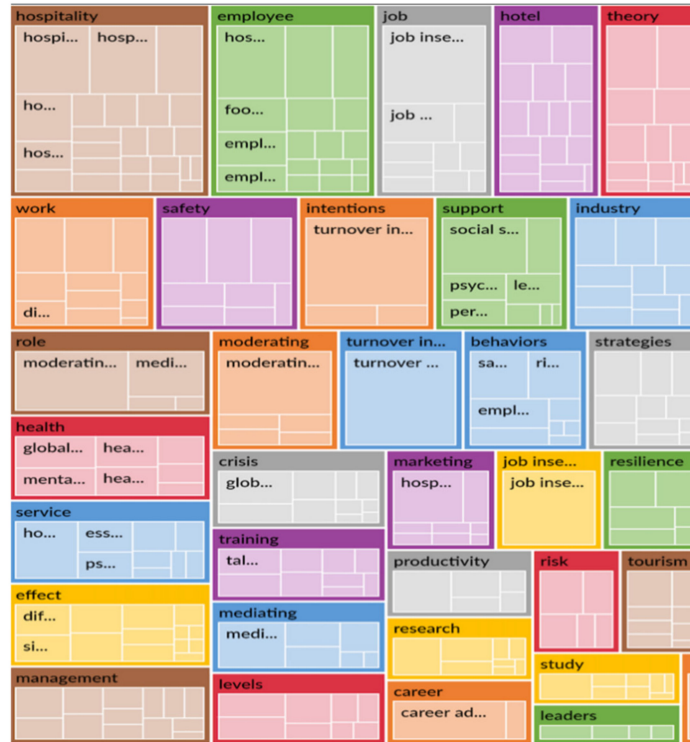 hospitality
hospi...
hosp...
ho...
hos...
employee
hos...
foo...
empl...
empl...
job
job inse...
job ...
hotel
theory
work
di...
safety
intentions
turnover in...
support
social s...
psyc...
le...
per...
industry
role
moderatin...
medi...
moderating
moderatin...
turnover in...
turnover ...
behaviors
sa...
ri...
empl...
strategies
health
global...
hea...
menta...
hea...
crisis
glob...
marketing
hosp...
job inse...
job inse...
resilience
service
ho...
ess...
ps...
training
tal...
productivity
risk
tourism
effect
dif...
si...
mediating
medi...
research
study
management
levels
career
career ad...
leaders